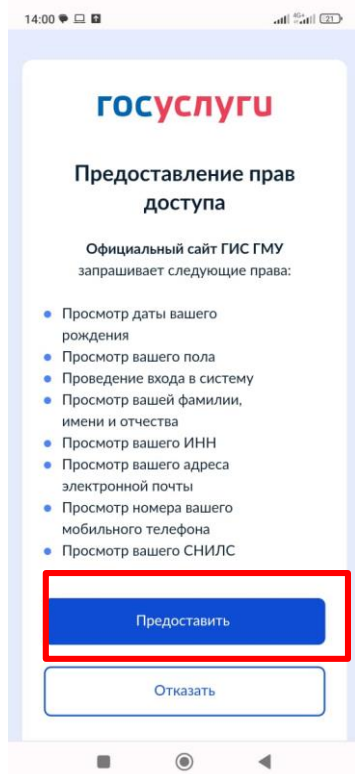 14:00
4G+
21
госуслуги
Предоставление прав
доступа
Официальный сайт ГИС ГМУ
запрашивает следующие права:
Просмотр даты вашего
рождения
Просмотр вашего пола
Проведение входа в систему
Просмотр вашей фамилии,
имени и отчества
Просмотр вашего ИНН
Просмотр вашего адреса
электронной почты
Просмотр номера вашего
мобильного телефона
Просмотр вашего СНИЛС
Предоставить
Отказать